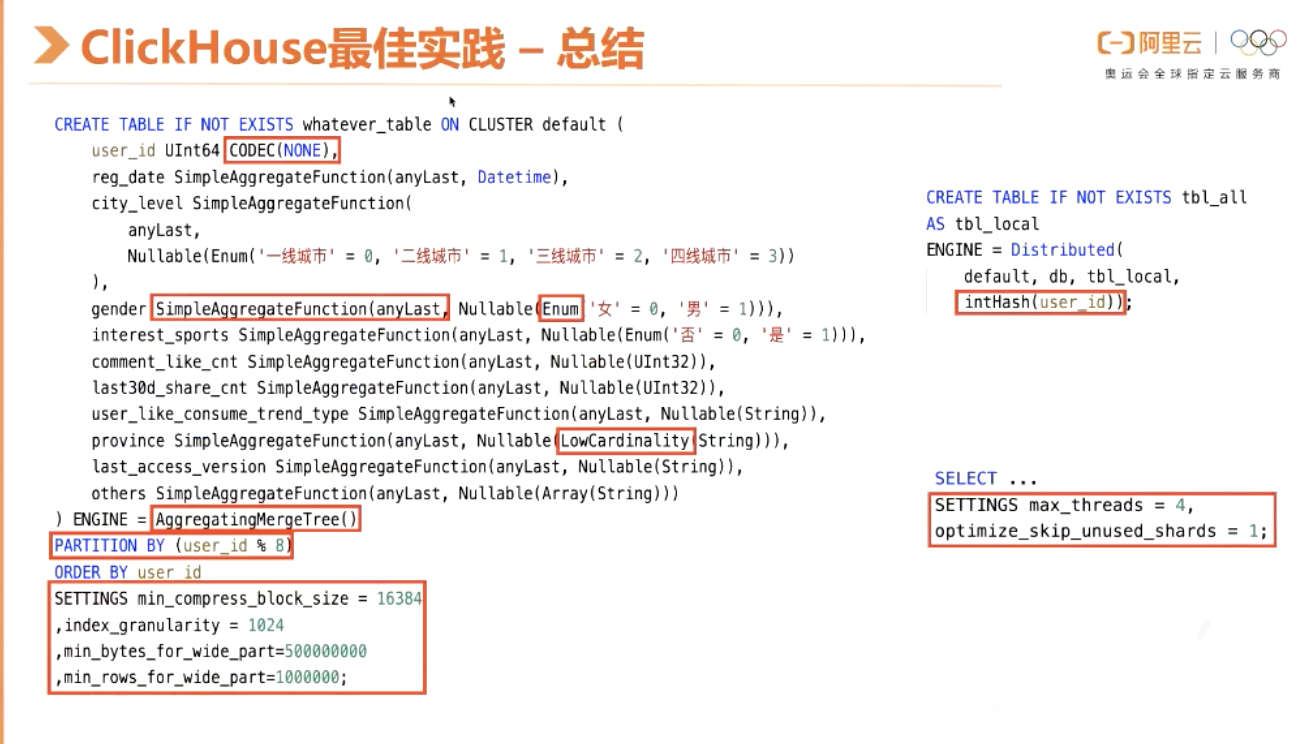 ClickHouse最佳实践 – 总结
阿里云
奥运会全球指定云服务商
CREATE TABLE IF NOT EXISTS whatever_table ON CLUSTER default (
user_id UInt64 CODEC(NONE),
reg_date SimpleAggregateFunction(anyLast, Datetime),
city_level SimpleAggregateFunction(
anyLast,
Nullable(Enum('一线城市' = 0, '二线城市' = 1, '三线城市' = 2, '四线城市' = 3))
),
gender SimpleAggregateFunction(anyLast, Nullable(Enum('女' = 0, '男' = 1))),
interest_sports SimpleAggregateFunction(anyLast, Nullable(Enum('否' = 0, '是' = 1))),
comment_like_cnt SimpleAggregateFunction(anyLast, Nullable(UInt32)),
last30d_share_cnt SimpleAggregateFunction(anyLast, Nullable(UInt32)),
user_like_consume_trend_type SimpleAggregateFunction(anyLast, Nullable(String)),
province SimpleAggregateFunction(anyLast, Nullable(LowCardinality(String))),
last_access_version SimpleAggregateFunction(anyLast, Nullable(String)),
others SimpleAggregateFunction(anyLast, Nullable(Array(String)))
) ENGINE = AggregatingMergeTree()
PARTITION BY (user_id % 8)
ORDER BY user_id
SETTINGS min_compress_block_size = 16384
,index_granularity = 1024
,min_bytes_for_wide_part=500000000
,min_rows_for_wide_part=1000000;
CREATE TABLE IF NOT EXISTS tbl_all
AS tbl_local
ENGINE = Distributed(
default, db, tbl_local,
intHash(user_id));
SELECT ...
SETTINGS max_threads = 4,
optimize_skip_unused_shards = 1;